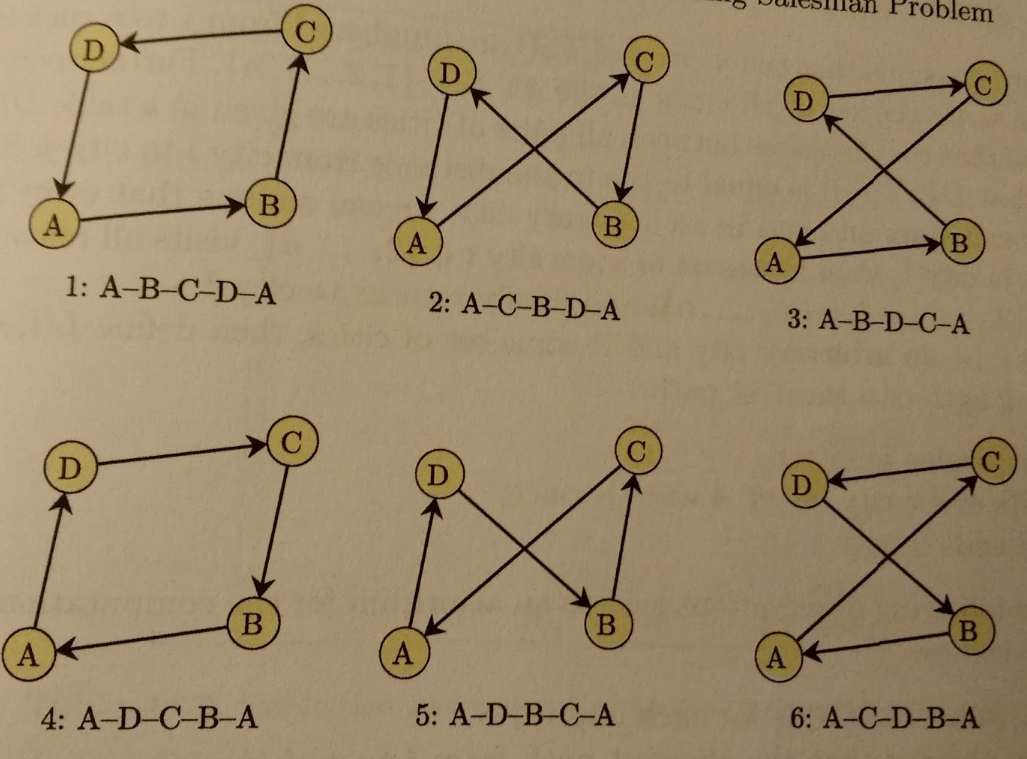 Salesman Problem
D C
A B
1: A–B–C–D–A
D C
A B
2: A–C–B–D–A
D C
A B
3: A–B–D–C–A
D C
A B
4: A–D–C–B–A
D C
A B
5: A–D–B–C–A
D C
A B
6: A–C–D–B–A